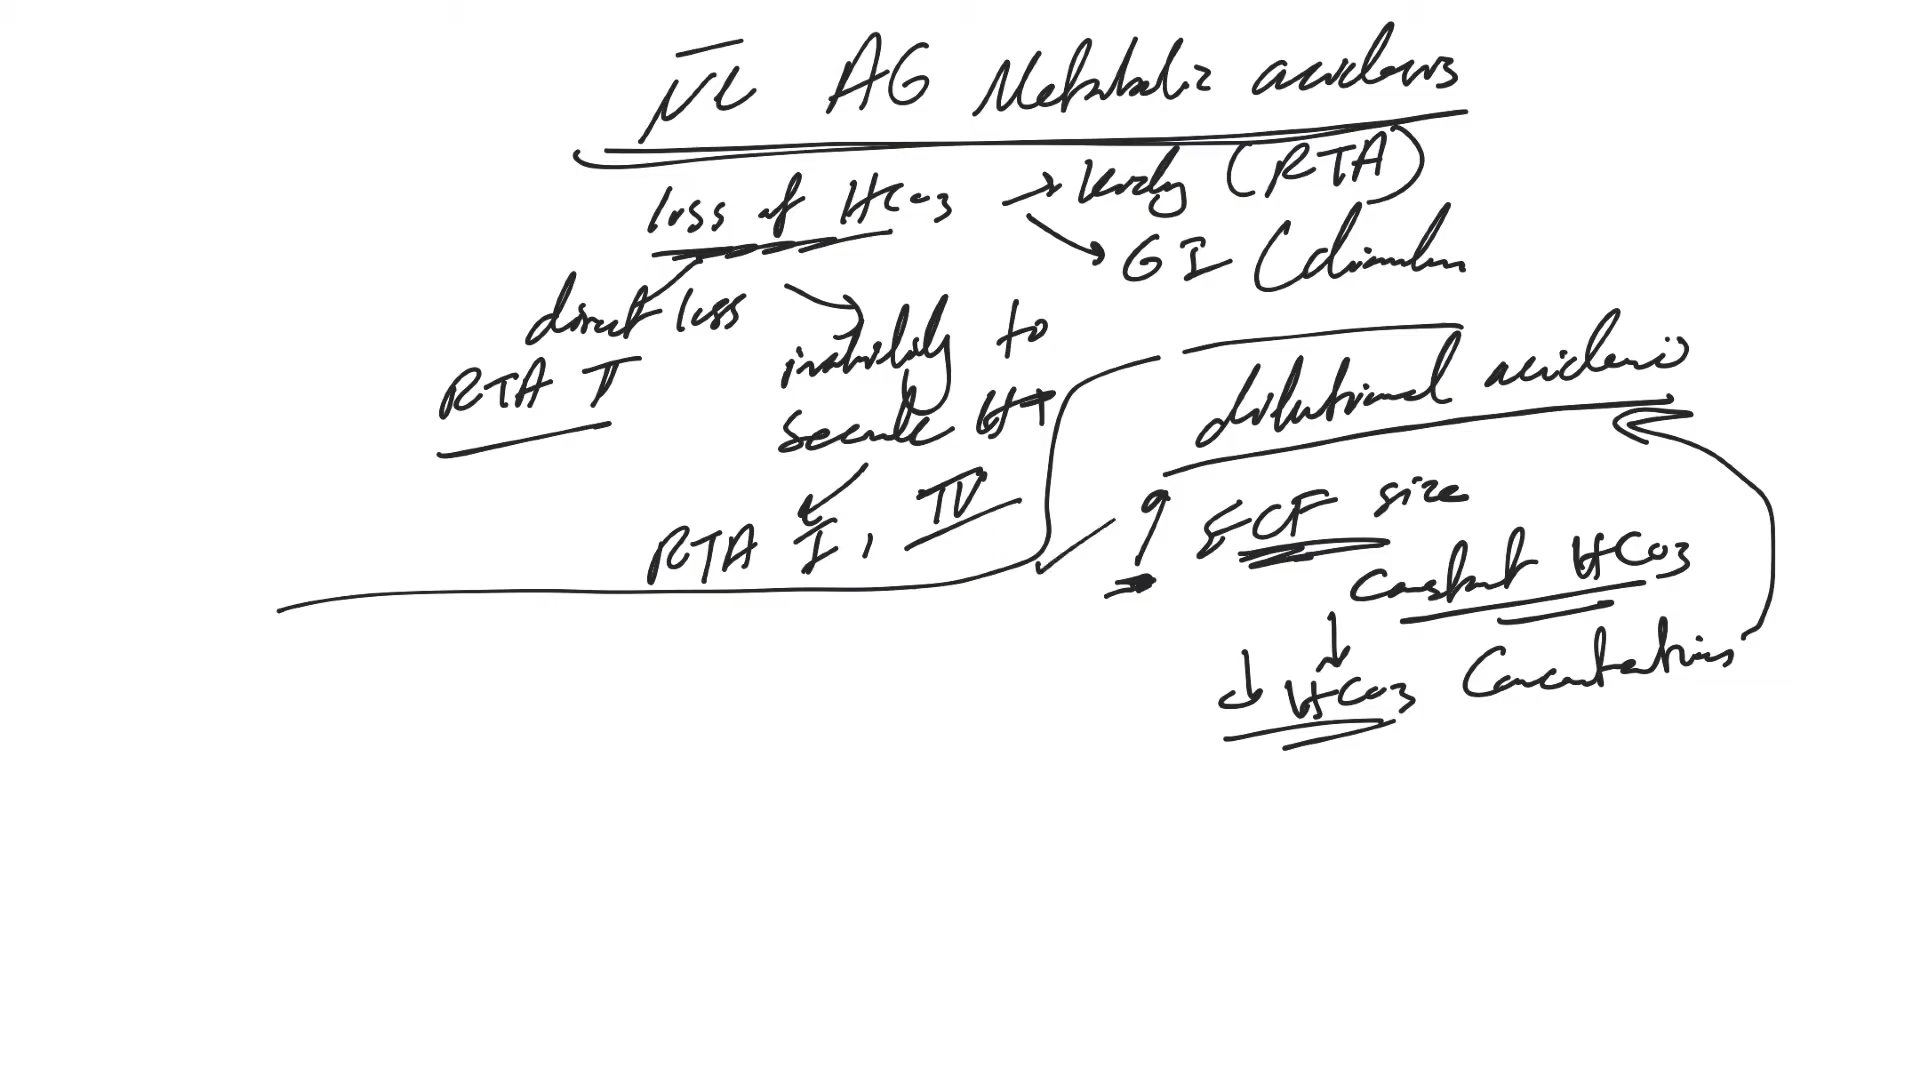 NL AG Metabolic acidosis
loss of HCO3 → kidney (RTA)
→ GI (diarrhea
direct loss
RTA II
inability to
secrete H+
RTA I, IV
dilutional acidosis
↑ ECF size
constant HCO3
↓
↓ HCO3 concentration